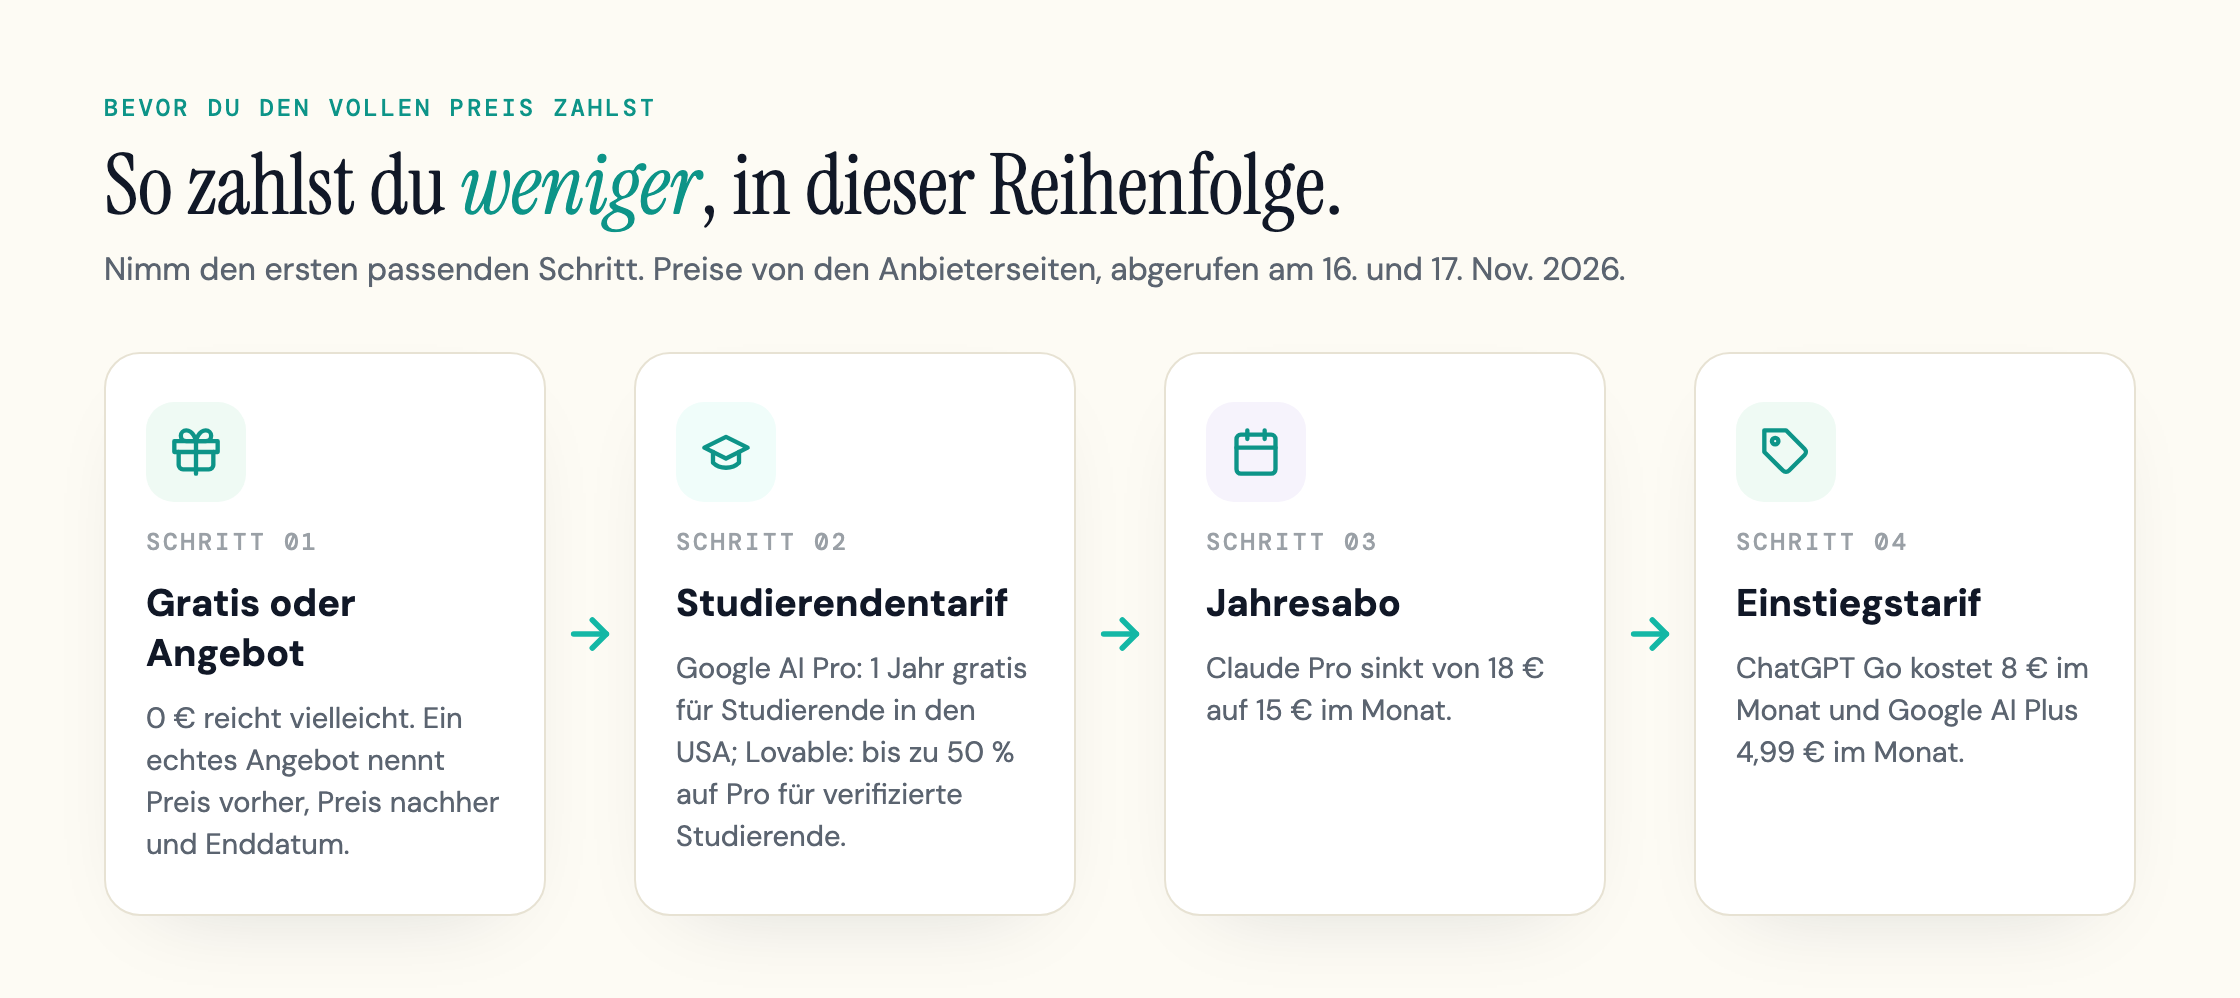 BEVOR DU DEN VOLLEN PREIS ZAHLST
So zahlst du weniger, in dieser Reihenfolge.
Nimm den ersten passenden Schritt. Preise von den Anbieterseiten, abgerufen am 16. und 17. Nov. 2026.
SCHRITT 01
Gratis oder
Angebot
0 € reicht vielleicht. Ein
echtes Angebot nennt
Preis vorher, Preis nachher
und Enddatum.
SCHRITT 02
Studierendentarif
Google AI Pro: 1 Jahr gratis
für Studierende in den
USA; Lovable: bis zu 50 %
auf Pro für verifizierte
Studierende.
SCHRITT 03
Jahresabo
Claude Pro sinkt von 18 €
auf 15 € im Monat.
SCHRITT 04
Einstiegstarif
ChatGPT Go kostet 8 € im
Monat und Google AI Plus
4,99 € im Monat.